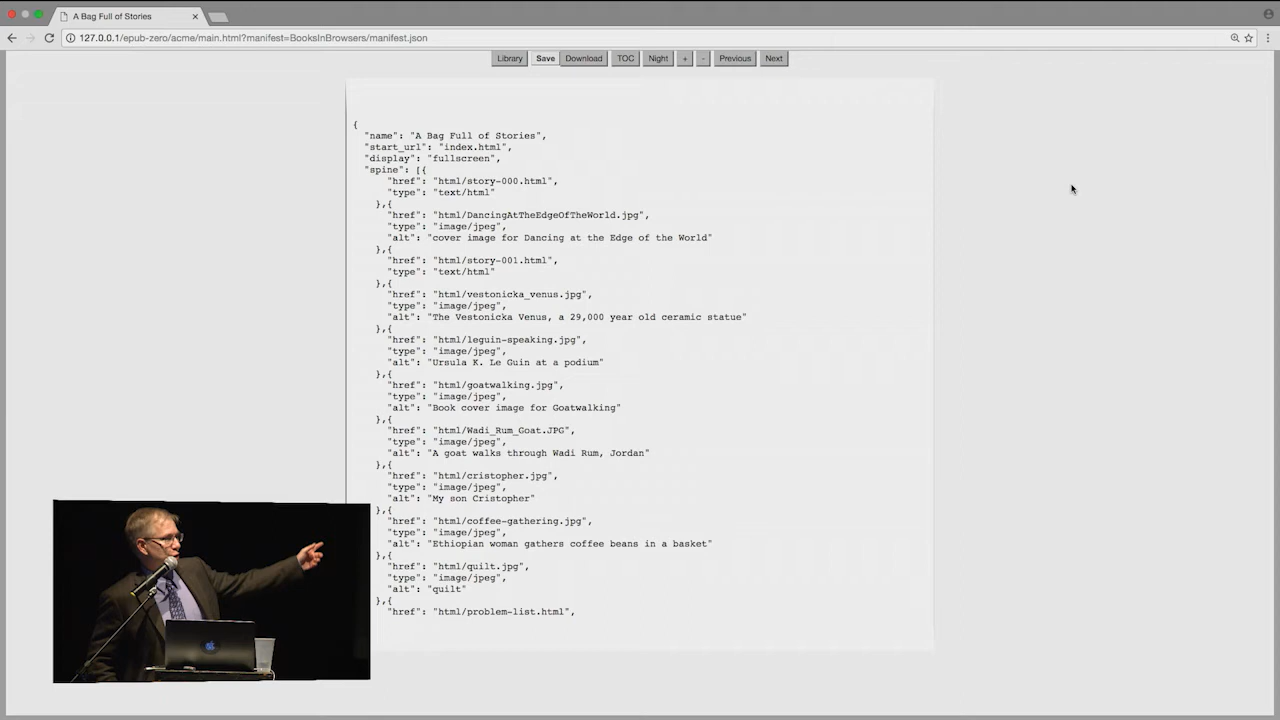 A Bag Full of Stories
127.0.0.1/epub-zero/acme/main.html?manifest=BooksInBrowsers/manifest.json
Library Save Download TOC Night + - Previous Next
{
"name": "A Bag Full of Stories",
"start_url": "index.html",
"display": "fullscreen",
"spine": [{
"href": "html/story-000.html",
"type": "text/html"
},{
"href": "html/DancingAtTheEdgeOfTheWorld.jpg",
"type": "image/jpeg",
"alt": "cover image for Dancing at the Edge of the World"
},{
"href": "html/story-001.html",
"type": "text/html"
},{
"href": "html/vestonicka_venus.jpg",
"type": "image/jpeg",
"alt": "The Vestonicka Venus, a 29,000 year old ceramic statue"
},{
"href": "html/leguin-speaking.jpg",
"type": "image/jpeg",
"alt": "Ursula K. Le Guin at a podium"
},{
"href": "html/goatwalking.jpg",
"type": "image/jpeg",
"alt": "Book cover image for Goatwalking"
},{
"href": "html/Wadi_Rum_Goat.JPG",
"type": "image/jpeg",
"alt": "A goat walks through Wadi Rum, Jordan"
},{
"href": "html/cristopher.jpg",
"type": "image/jpeg",
"alt": "My son Cristopher"
},{
"href": "html/coffee-gathering.jpg",
"type": "image/jpeg",
"alt": "Ethiopian woman gathers coffee beans in a basket"
},{
"href": "html/quilt.jpg",
"type": "image/jpeg",
"alt": "quilt"
},{
"href": "html/problem-list.html",